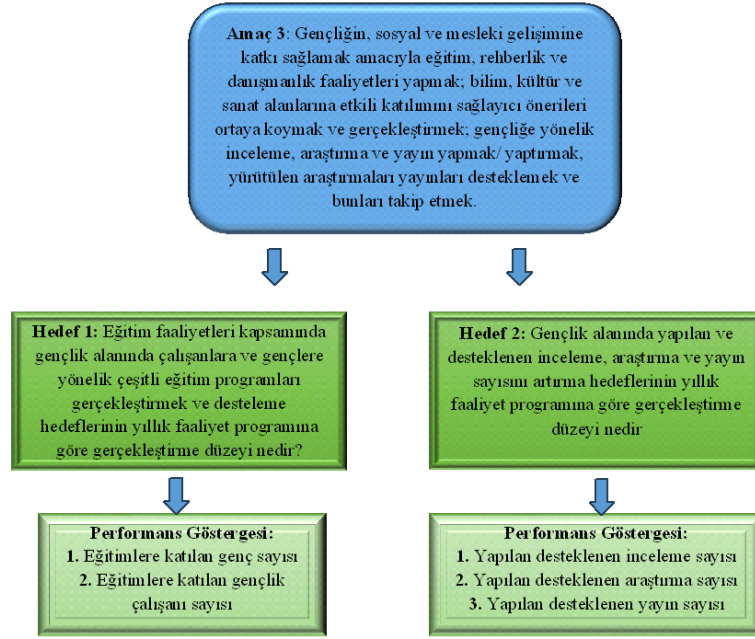 Amaç 3: Gençliğin, sosyal ve mesleki gelişimine
katkı sağlamak amacıyla eğitim, rehberlik ve
danışmanlık faaliyetleri yapmak; bilim, kültür ve
sanat alanlarına etkili katılımını sağlayıcı önerileri
ortaya koymak ve gerçekleştirmek; gençliğe yönelik
inceleme, araştırma ve yayın yapmak/ yaptırmak,
yürütülen araştırmaları yayınları desteklemek ve
bunları takip etmek.
Hedef 1: Eğitim faaliyetleri kapsamında
gençlik alanında çalışanlara ve gençlere
yönelik çeşitli eğitim programları
gerçekleştirmek ve desteleme
hedeflerinin yıllık faaliyet programına
göre gerçekleştirme düzeyi nedir?
Hedef 2: Gençlik alanında yapılan ve
desteklenen inceleme, araştırma ve yayın
sayısını artırma hedeflerinin yıllık
faaliyet programına göre gerçekleştirme
düzeyi nedir
Performans Göstergesi:
1. Eğitimlere katılan genç sayısı
2. Eğitimlere katılan gençlik
çalışanı sayısı
Performans Göstergesi:
1. Yapılan desteklenen inceleme sayısı
2. Yapılan desteklenen araştırma sayısı
3. Yapılan desteklenen yayın sayısı